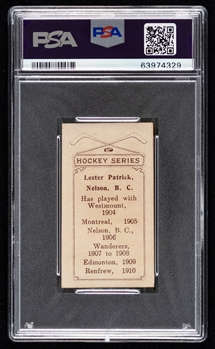 PSA
PSA
63974329
HOCKEY SERIES
Lester Patrick,
Nelson, B. C.
Has played with
Westmount,
1904
Montreal, 1905
Nelson, B. C.,
1906
Wanderers,
1907 to 1908
Edmonton, 1909
Renfrew, 1910